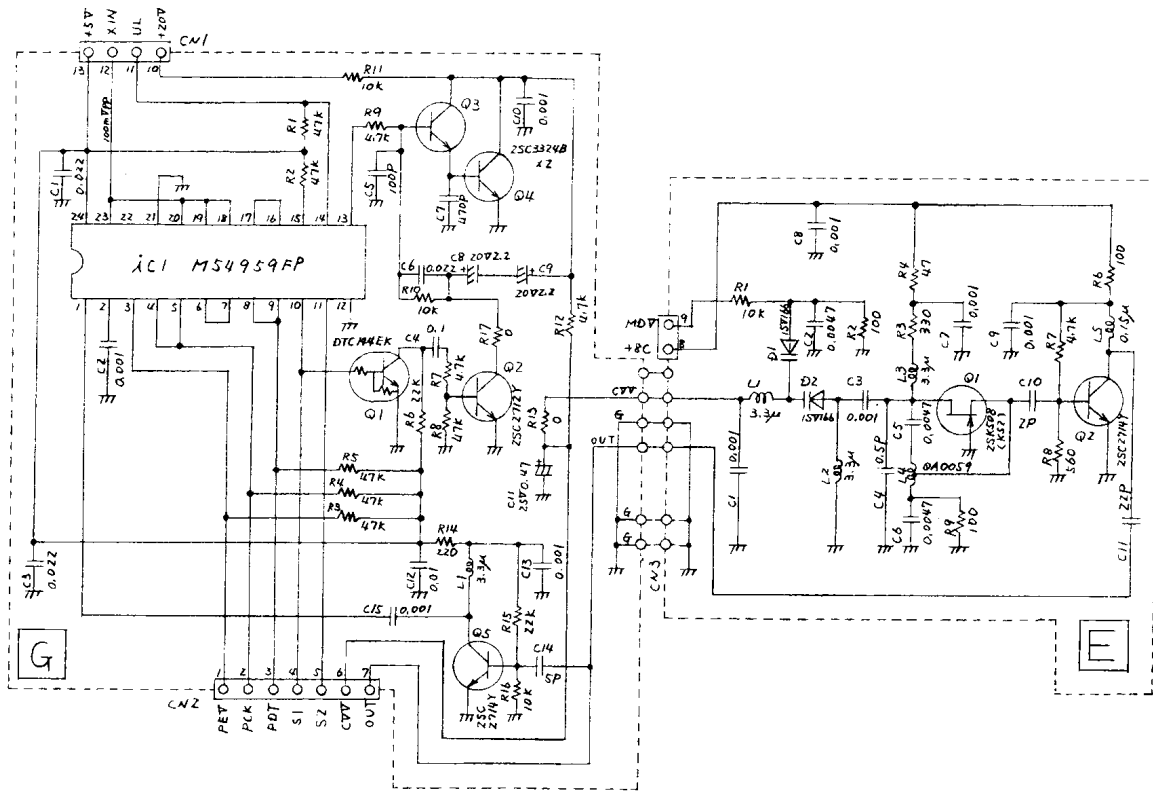 +5V
XIN
UL
+20V
CN1
13
12
11
10
100mVPP
R11
10K
R1
47K
R2
47K
R9
4.7K
Q3
C10
0.001
2SC3324B
X2
Q4
C5
100P
C7
470P
C1
0.022
24 23 22 21 20 19 18 17 16 15 14 13
iC1 M54959FP
1 2 3 4 5 6 7 8 9 10 11 12
C6
0.022
C8 20V2.2
C9
20V2.2
R10
10K
R17
0
R12
4.7K
C2
0.001
DTC144EK
Q1
C4
0.1
R6
22K
R7
4.7K
R8
47K
Q2
2SC2712Y
R13
0
C11
25V0.47
R5
47K
R4
47K
R3
47K
R14
220
C3
0.022
C12
0.01
L1
3.3μ
C13
0.001
C15
0.001
R15
22K
Q5
C14
5P
R16
10K
2SC
2714Y
G
CN2
1 2 3 4 5 6 7
PEV
PCK
PDT
S1
S2
CVV
OUT
MDV
9
+8C
8
CVV
G
OUT
G
G
CN3
R1
10K
D1
1SV166
C2
0.0047
R2
100
C8
0.001
R4
47
R3
330
C7
0.001
L3
3.3μ
C9
0.001
R7
4.7K
R6
100
L5
0.15μ
L1
3.3μ
D2
1SV166
C3
0.001
Q1
2SK508
(K52)
C5
0.0047
C10
2P
Q2
2SC2714Y
R8
560
C1
0.001
L2
3.3μ
C4
0.5P
L4
QA0059
C6
0.0047
R9
100
22P
C11
E